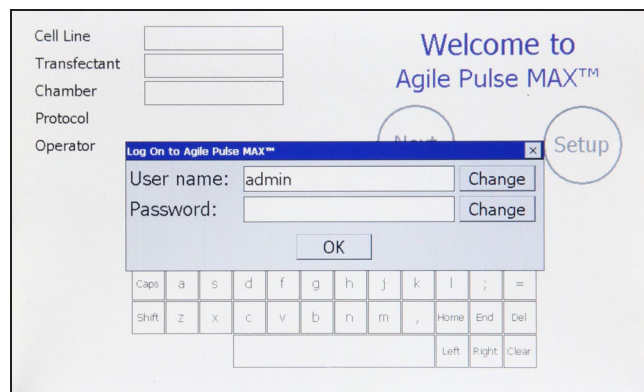 Cell Line
Transfectant
Chamber
Protocol
Operator
Welcome to
Agile Pulse MAX™
Next
Setup
Log On to Agile Pulse MAX™
×
User name: admin Change
Password: Change
OK
Caps a s d f g h j k l ; =
Shift z x c v b n m , Home End Del
Left Right Clear